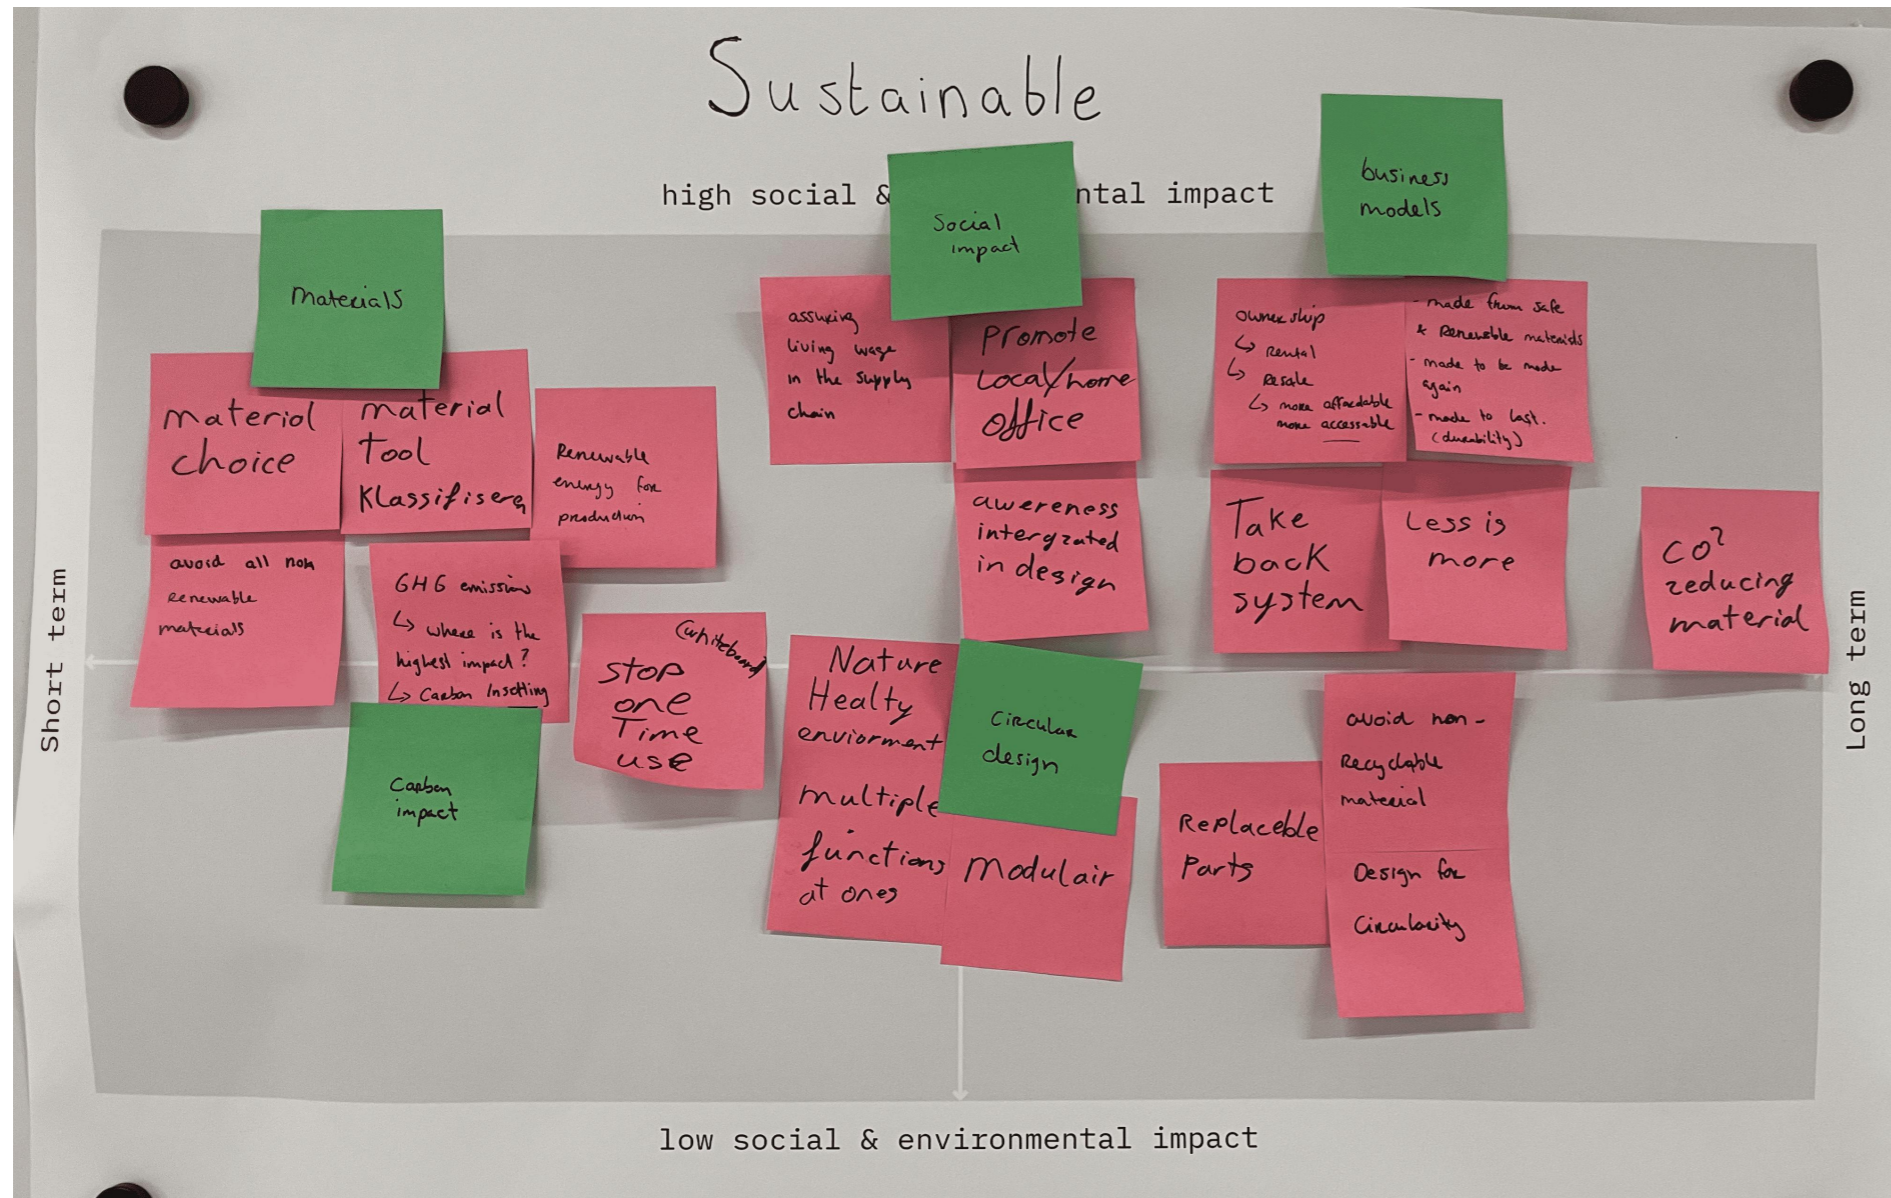 Sustainable
high social &
ntal impact
business
models
Social
impact
Materials
assuring
living wage
in the supply
chain
Promote
Local/home
office
ownership
↳ Rental
↳ Resale
↳ more affordable
more accessable
- made from safe
& Renewable materials
- made to be made
again
- made to last.
(durability)
material
choice
material
Tool
Klassifisering
Renewable
energy for
production
awereness
intergrated
in design
Take
back
system
Less is
more
CO²
reducing
material
avoid all non
renewable
materials
GHG emissions
↳ where is the
highest impact?
↳ Carbon Insetting
Short term
Long term
(whiteboard)
STOP
one
Time
use
Nature
Healty
enviorment
multiple
functions
at ones
Circular
design
Modulair
Carbon
impact
Replaceble
Parts
avoid non-
Recyclable
material
Design for
Circularity
low social & environmental impact